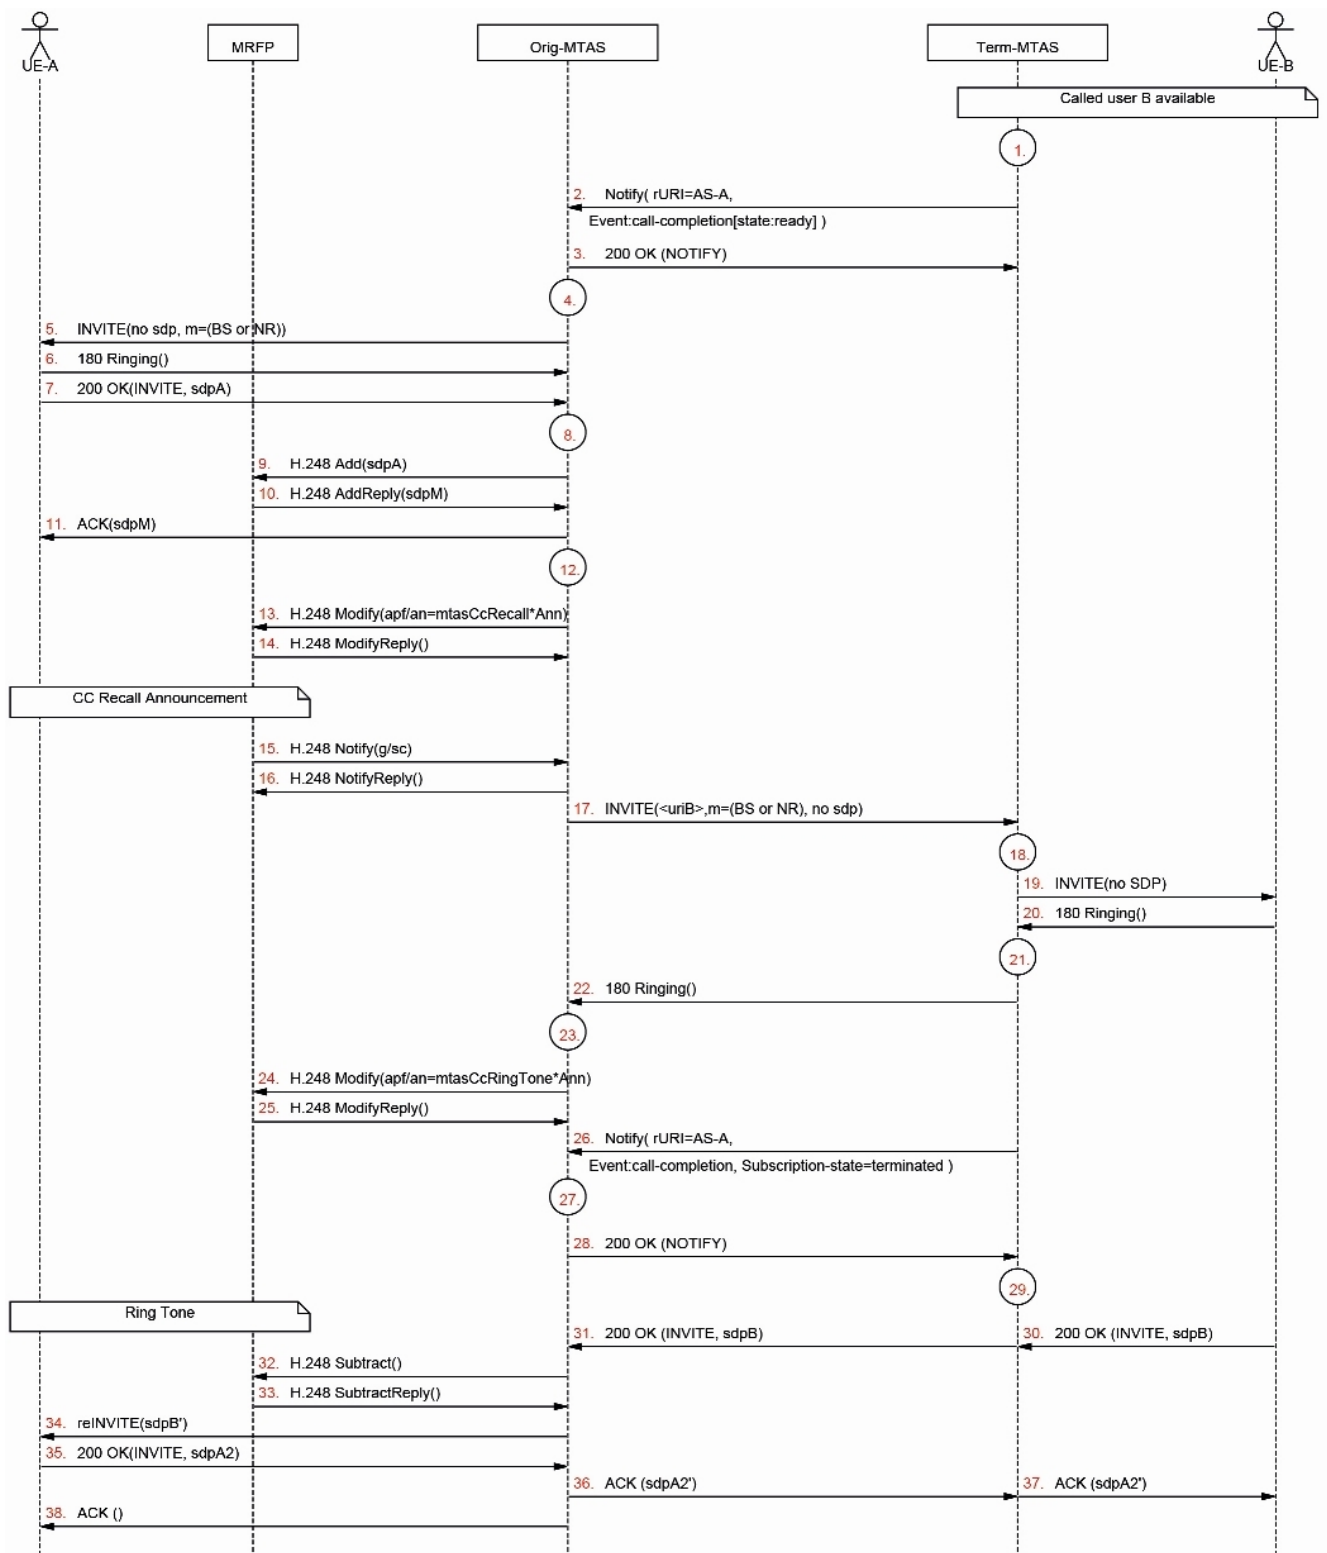 UE-A
MRFP
Orig-MTAS
Term-MTAS
UE-B
Called user B available
1.
2. Notify( rURI=AS-A,
Event:call-completion[state:ready] )
3. 200 OK (NOTIFY)
4.
5. INVITE(no sdp, m=(BS or NR))
6. 180 Ringing()
7. 200 OK(INVITE, sdpA)
8.
9. H.248 Add(sdpA)
10. H.248 AddReply(sdpM)
11. ACK(sdpM)
12.
13. H.248 Modify(apf/an=mtasCcRecall*Ann)
14. H.248 ModifyReply()
CC Recall Announcement
15. H.248 Notify(g/sc)
16. H.248 NotifyReply()
17. INVITE(<uriB>,m=(BS or NR), no sdp)
18.
19. INVITE(no SDP)
20. 180 Ringing()
21.
22. 180 Ringing()
23.
24. H.248 Modify(apf/an=mtasCcRingTone*Ann)
25. H.248 ModifyReply()
26. Notify( rURI=AS-A,
Event:call-completion, Subscription-state=terminated )
27.
28. 200 OK (NOTIFY)
29.
Ring Tone
31. 200 OK (INVITE, sdpB)
30. 200 OK (INVITE, sdpB)
32. H.248 Subtract()
33. H.248 SubtractReply()
34. reINVITE(sdpB')
35. 200 OK(INVITE, sdpA2)
36. ACK (sdpA2')
37. ACK (sdpA2')
38. ACK ()